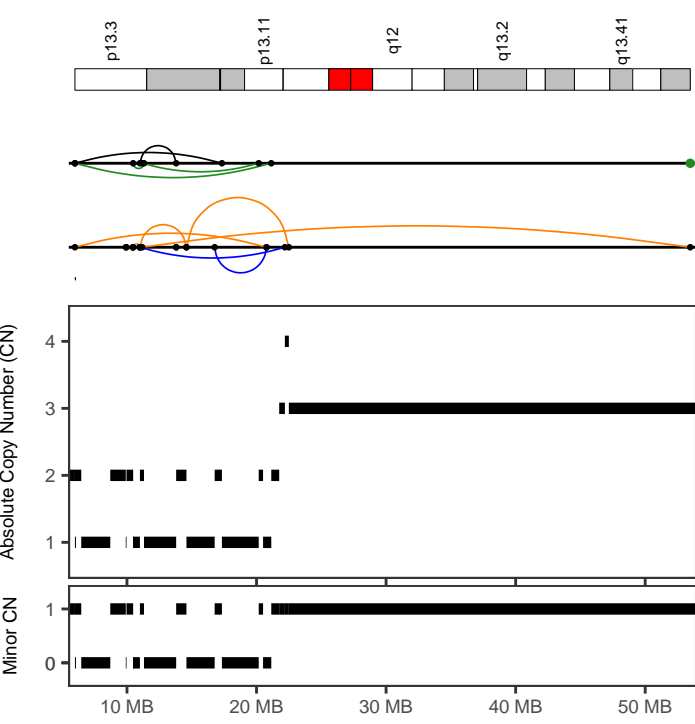 p13.3
p13.11
q12
q13.2
q13.41
Absolute Copy Number (CN)
4
3
2
1
Minor CN
1
0
10 MB
20 MB
30 MB
40 MB
50 MB